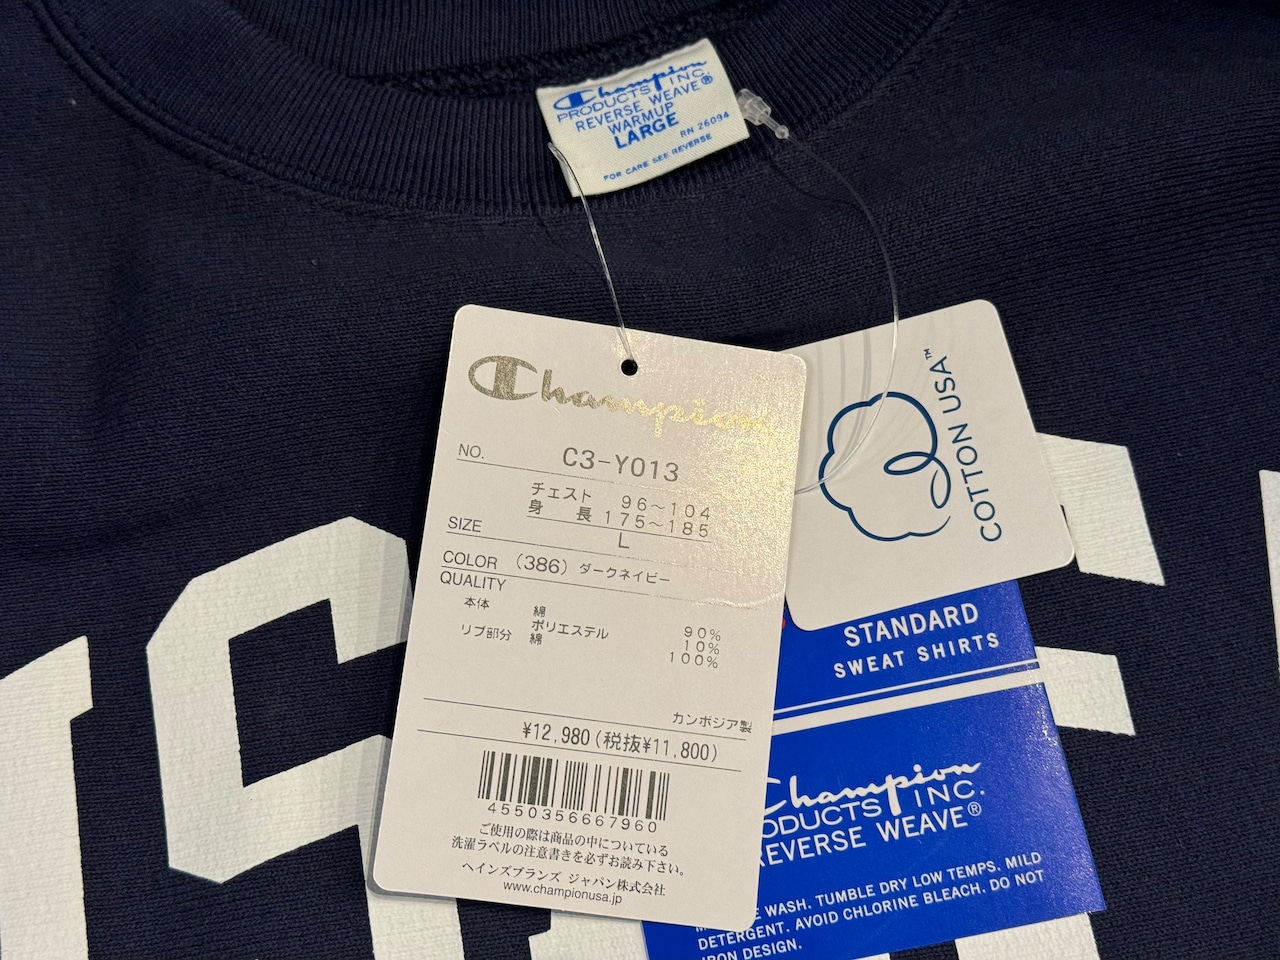 Champion
PRODUCTS INC.
REVERSE WEAVE®
WARMUP
LARGE
RN 26094
FOR CARE SEE REVERSE
Champion
NO. C3-Y013
チェスト 96～104
身長 175～185
SIZE L
COLOR (386) ダークネイビー
QUALITY
本体 綿 90%
ポリエステル 10%
リブ部分 綿 100%
カンボジア製
¥12,980(税抜¥11,800)
4550356667960
ご使用の際は商品の中についている
洗濯ラベルの注意書きを必ずお読み下さい。
ヘインズブランズ ジャパン株式会社
www.championusa.jp
COTTON USA™
STANDARD
SWEAT SHIRTS
Champion
PRODUCTS INC.
REVERSE WEAVE®
WASH. TUMBLE DRY LOW TEMPS. MILD
DETERGENT. AVOID CHLORINE BLEACH. DO NOT
IRON DESIGN.